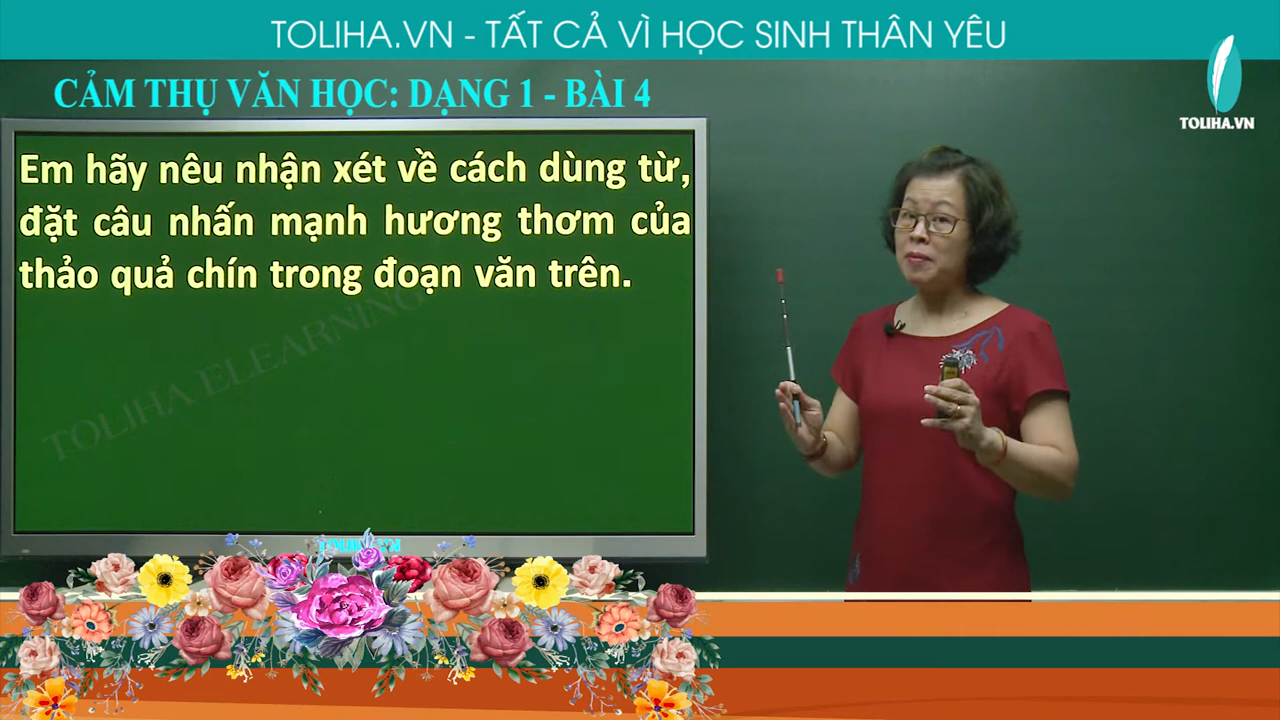 TOLIHA.VN - TẤT CẢ VÌ HỌC SINH THÂN YÊU
TOLIHA.VN
CẢM THỤ VĂN HỌC: DẠNG 1 - BÀI 4
Em hãy nêu nhận xét về cách dùng từ,
đặt câu nhấn mạnh hương thơm của
thảo quả chín trong đoạn văn trên.
TOLIHA ELEARNING